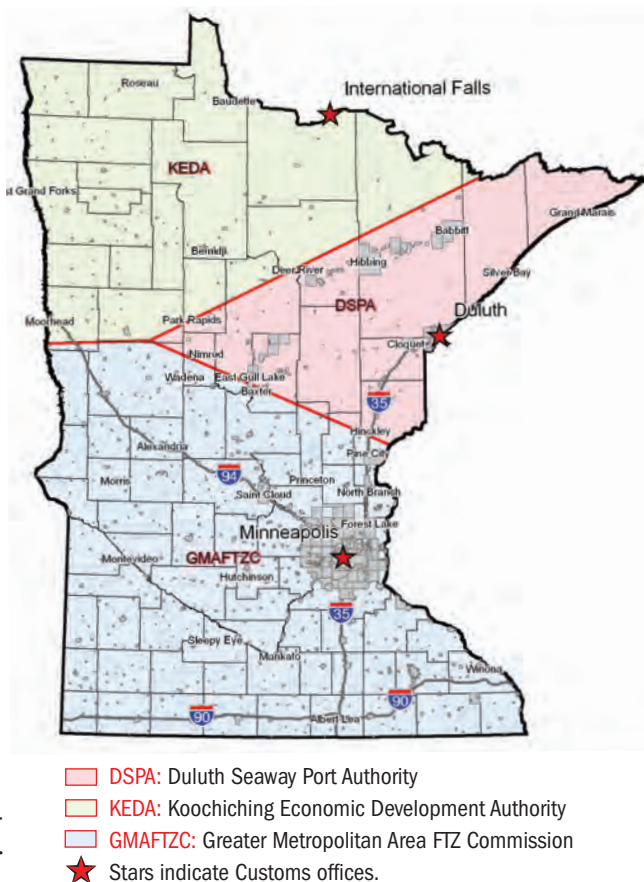 Roseau
International Falls
Baudette
KEDA
st Grand Forks
Babbitt
Grand Marais
Bemidji
Hibbing
Deer River
Silver Bay
DSPA
Duluth
Park Rapids
Moorhead
Cloquet
Nimrod
Wadena
East Gull Lake
Baxter
35
Hinckley
Pine City
Alexandria
94
Morris
Princeton
Saint Cloud
North Branch
Forest Lake
Minneapolis
Montevideo
GMAFTZC
Hutchinson
35
Sleepy Eye
Mankato
Winona
90
90
Albert Lea
DSPA: Duluth Seaway Port Authority
KEDA: Koochiching Economic Development Authority
GMAFTZC: Greater Metropolitan Area FTZ Commission
Stars indicate Customs offices.